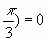 π/3) = 0